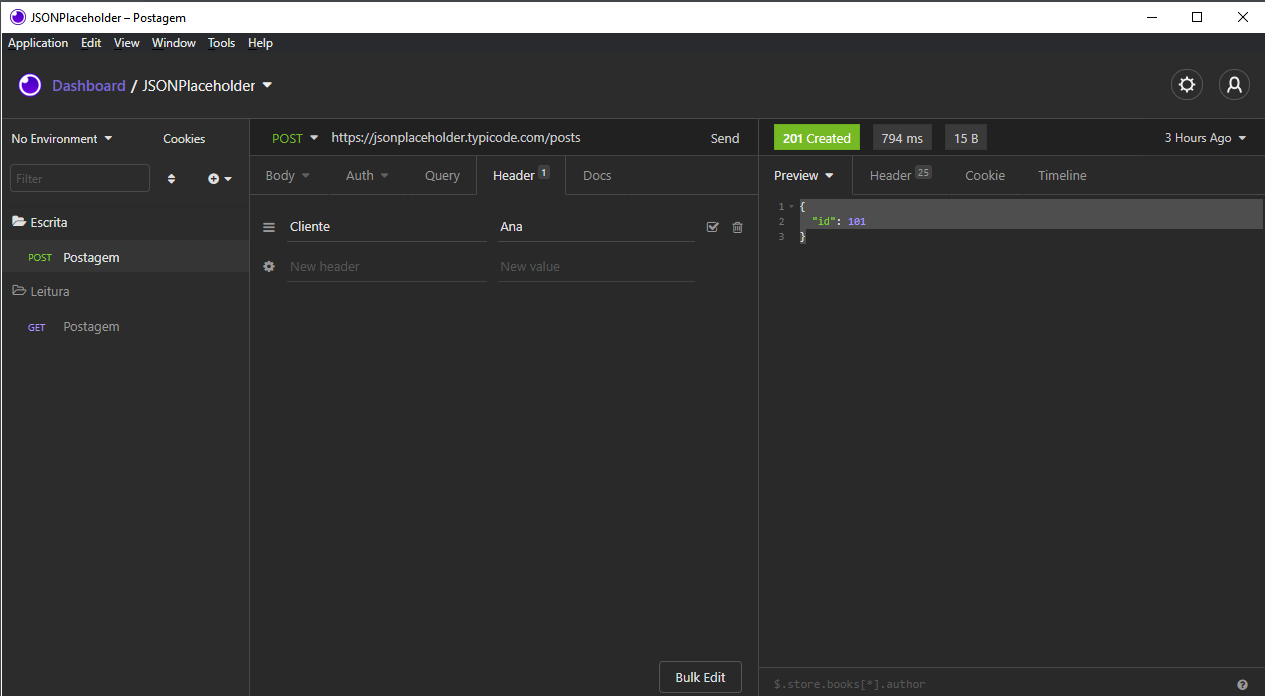 JSONPlaceholder – Postagem
Application Edit View Window Tools Help
Dashboard / JSONPlaceholder
No Environment Cookies
Filter
Escrita
POST Postagem
Leitura
GET Postagem
POST https://jsonplaceholder.typicode.com/posts Send
Body Auth Query Header 1 Docs
Cliente Ana
New header New value
Bulk Edit
201 Created 794 ms 15 B 3 Hours Ago
Preview Header 25 Cookie Timeline
1 {
2 "id": 101
3 }
$.store.books[*].author